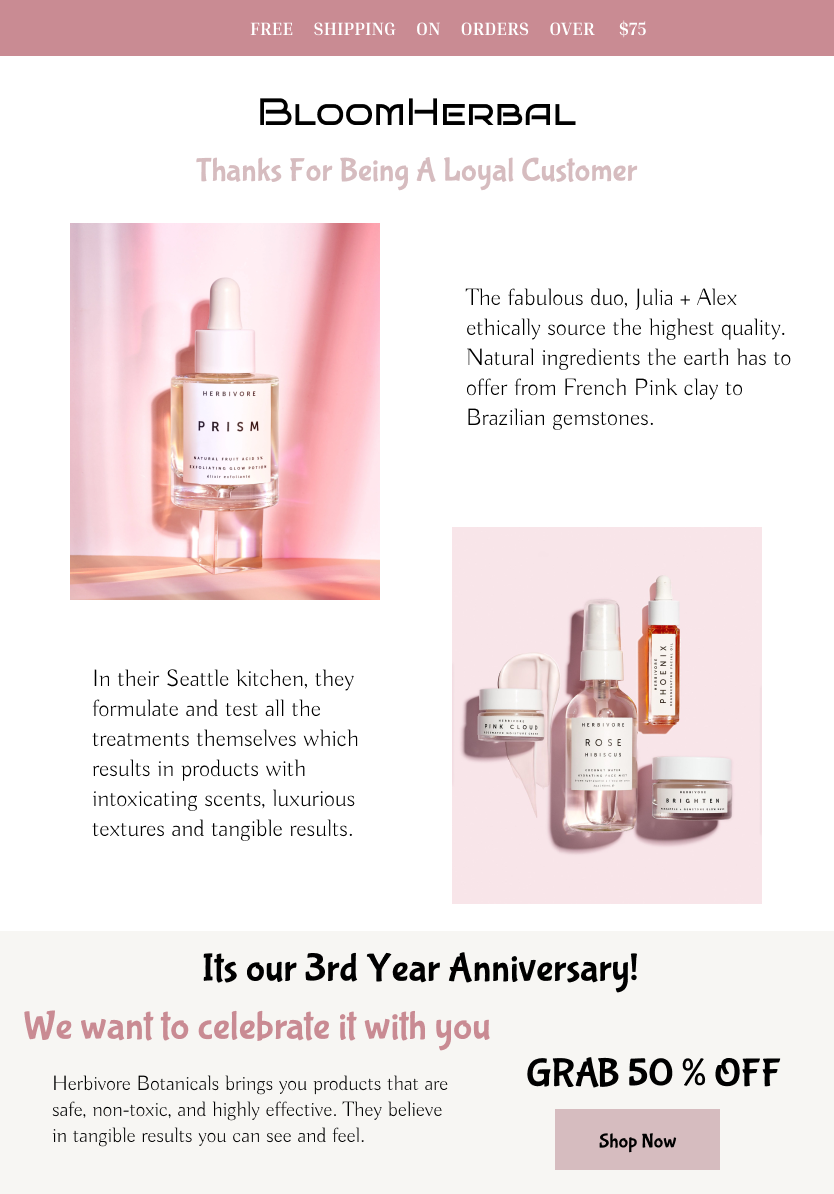 FREE SHIPPING ON ORDERS OVER $75
BLOOMHERBAL
Thanks For Being A Loyal Customer
HERBIVORE
PRISM
NATURAL FRUIT ACID 5%
EXFOLIATING GLOW POTION
élixir exfoliante
The fabulous duo, Julia + Alex
ethically source the highest quality.
Natural ingredients the earth has to
offer from French Pink clay to
Brazilian gemstones.
In their Seattle kitchen, they
formulate and test all the
treatments themselves which
results in products with
intoxicating scents, luxurious
textures and tangible results.
HERBIVORE
PINK CLOUD
HERBIVORE
ROSE
HIBISCUS
COCONUT WATER
HYDRATING FACE MIST
HERBIVORE
PHOENIX
HERBIVORE
BRIGHTEN
Its our 3rd Year Anniversary!
We want to celebrate it with you
Herbivore Botanicals brings you products that are
safe, non-toxic, and highly effective. They believe
in tangible results you can see and feel.
GRAB 50 % OFF
Shop Now